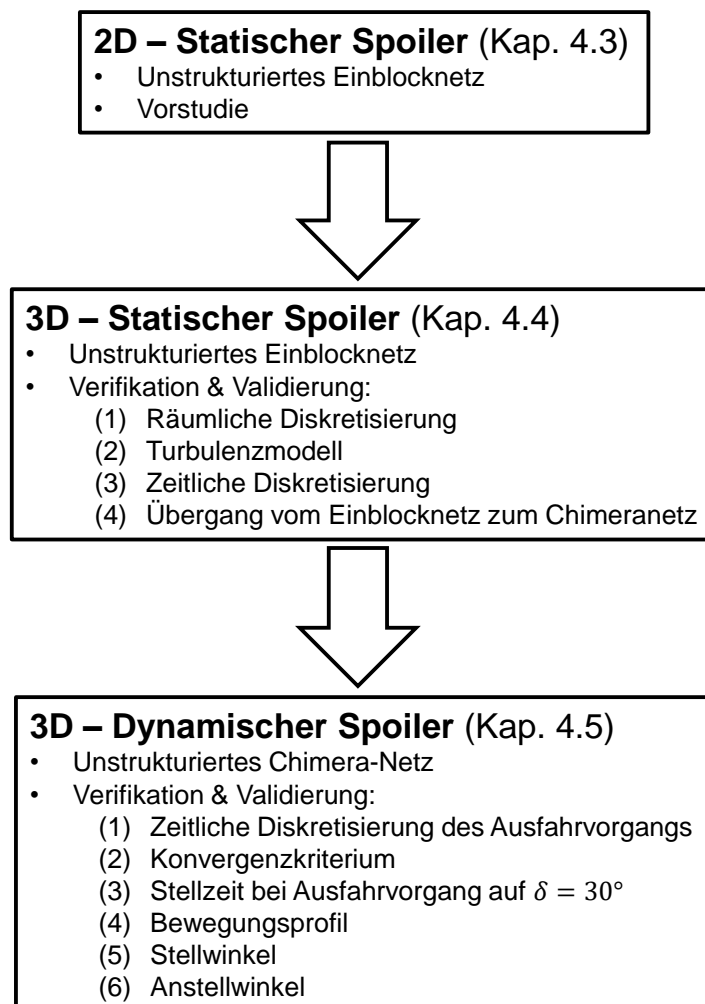 2D – Statischer Spoiler (Kap. 4.3)
• Unstrukturiertes Einblocknetz
• Vorstudie
3D – Statischer Spoiler (Kap. 4.4)
• Unstrukturiertes Einblocknetz
• Verifikation & Validierung:
(1) Räumliche Diskretisierung
(2) Turbulenzmodell
(3) Zeitliche Diskretisierung
(4) Übergang vom Einblocknetz zum Chimeranetz
3D – Dynamischer Spoiler (Kap. 4.5)
• Unstrukturiertes Chimera-Netz
• Verifikation & Validierung:
(1) Zeitliche Diskretisierung des Ausfahrvorgangs
(2) Konvergenzkriterium
(3) Stellzeit bei Ausfahrvorgang auf δ = 30°
(4) Bewegungsprofil
(5) Stellwinkel
(6) Anstellwinkel